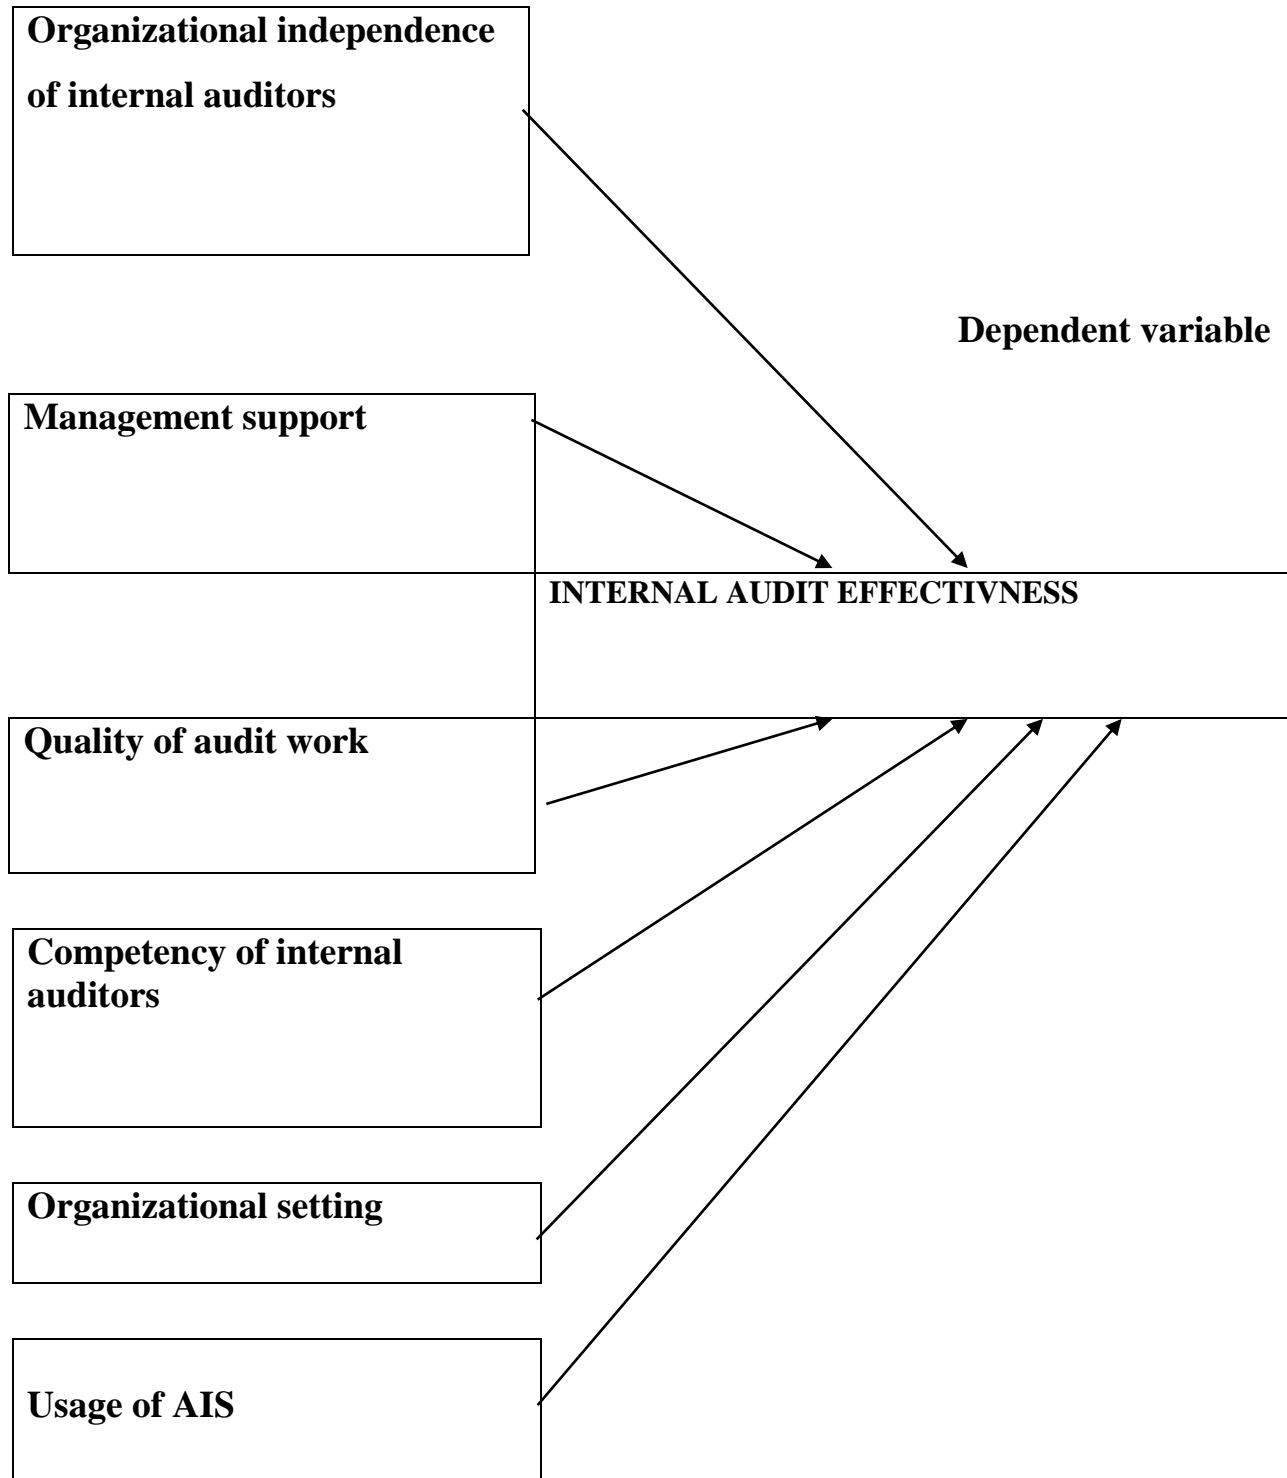 Organizational independence
of internal auditors
Dependent variable
Management support
INTERNAL AUDIT EFFECTIVNESS
Quality of audit work
Competency of internal
auditors
Organizational setting
Usage of AIS